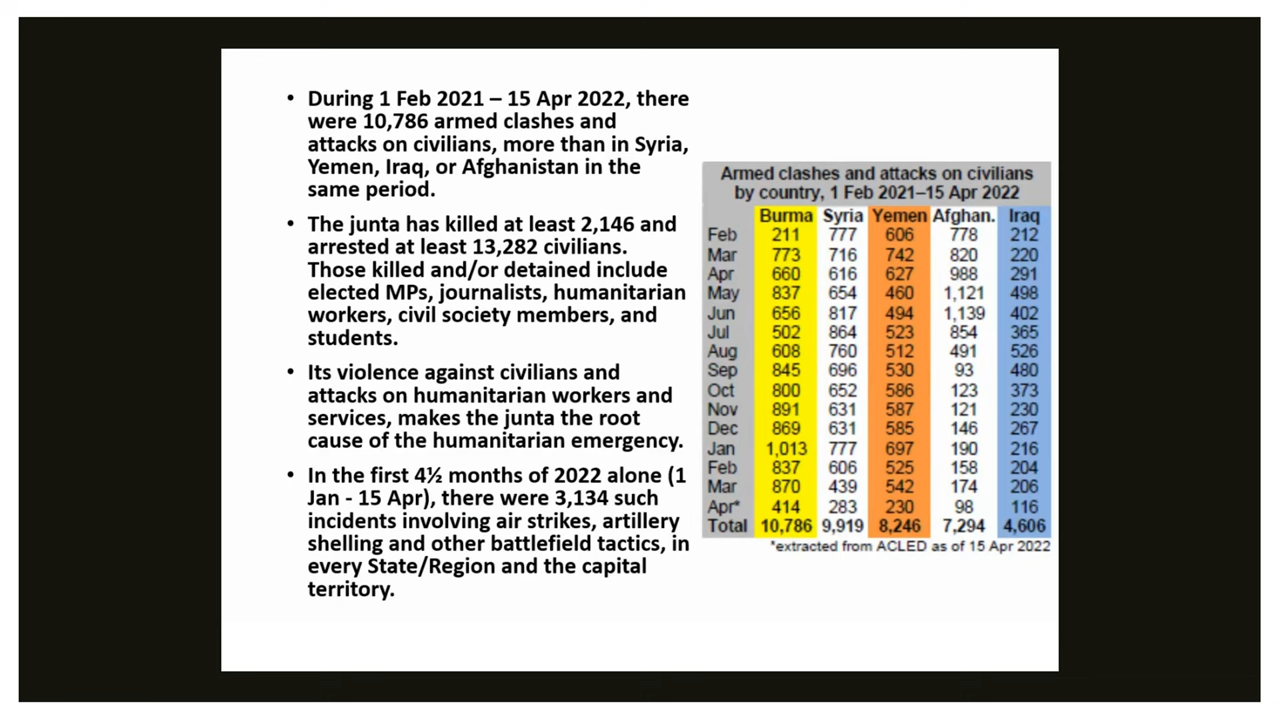 • During 1 Feb 2021 – 15 Apr 2022, there
were 10,786 armed clashes and
attacks on civilians, more than in Syria,
Yemen, Iraq, or Afghanistan in the
same period.
• The junta has killed at least 2,146 and
arrested at least 13,282 civilians.
Those killed and/or detained include
elected MPs, journalists, humanitarian
workers, civil society members, and
students.
• Its violence against civilians and
attacks on humanitarian workers and
services, makes the junta the root
cause of the humanitarian emergency.
• In the first 4½ months of 2022 alone (1
Jan - 15 Apr), there were 3,134 such
incidents involving air strikes, artillery
shelling and other battlefield tactics, in
every State/Region and the capital
territory.
Armed clashes and attacks on civilians
by country, 1 Feb 2021–15 Apr 2022
Burma Syria Yemen Afghan. Iraq
Feb 211 777 606 778 212
Mar 773 716 742 820 220
Apr 660 616 627 988 291
May 837 654 460 1,121 498
Jun 656 817 494 1,139 402
Jul 502 864 523 854 365
Aug 608 760 512 491 526
Sep 845 696 530 93 480
Oct 800 652 586 123 373
Nov 891 631 587 121 230
Dec 869 631 585 146 267
Jan 1,013 777 697 190 216
Feb 837 606 525 158 204
Mar 870 439 542 174 206
Apr* 414 283 230 98 116
Total 10,786 9,919 8,246 7,294 4,606
*extracted from ACLED as of 15 Apr 2022